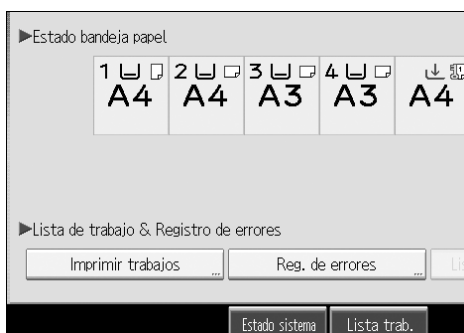 ▶Estado bandeja papel
1 2 3 4
A4 A4 A3 A3 A4
▶Lista de trabajo & Registro de errores
Imprimir trabajos ... Reg. de errores ...
Estado sistema Lista trab.